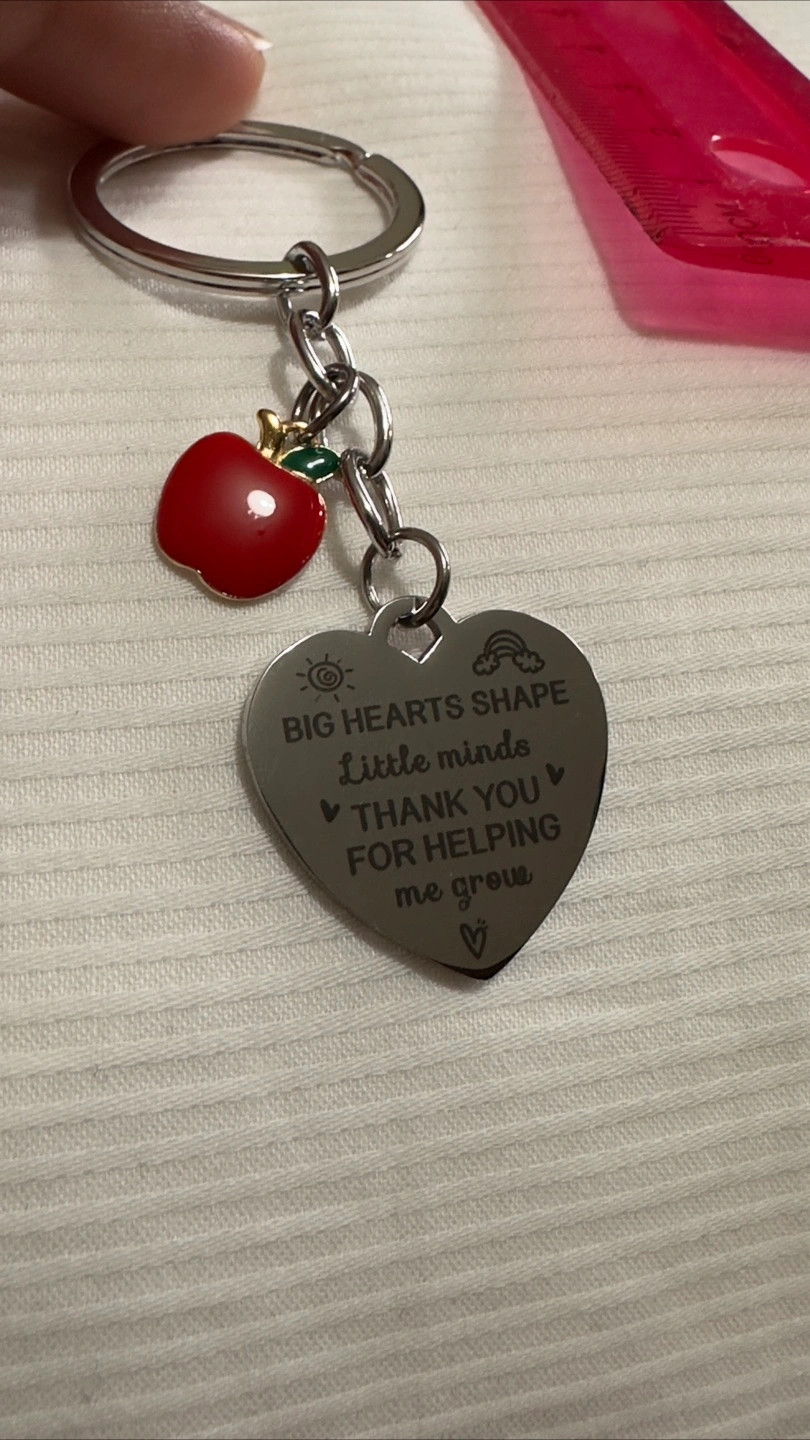 BIG HEARTS SHAPE
Little minds
THANK YOU
FOR HELPING
me grow